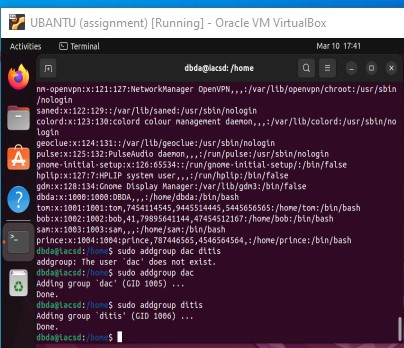 UBANTU (assignment) [Running] - Oracle VM VirtualBox
Activities Terminal Mar 10 17:41
dbda@iacsd: /home
nm-openvpn:x:121:127:NetworkManager OpenVPN,,,:/var/lib/openvpn/chroot:/usr/sbin
/nologin
saned:x:122:129::/var/lib/saned:/usr/sbin/nologin
colord:x:123:130:colord colour management daemon,,,:/var/lib/colord:/usr/sbin/no
login
geoclue:x:124:131::/var/lib/geoclue:/usr/sbin/nologin
pulse:x:125:132:PulseAudio daemon,,,:/run/pulse:/usr/sbin/nologin
gnome-initial-setup:x:126:65534::/run/gnome-initial-setup/:/bin/false
hplip:x:127:7:HPLIP system user,,,:/run/hplip:/bin/false
gdm:x:128:134:Gnome Display Manager:/var/lib/gdm3:/bin/false
dbda:x:1000:1000:DBDA,,,:/home/dbda:/bin/bash
tom:x:1001:1001:tom,7454114545,9445514445,5445656565:/home/tom:/bin/bash
bob:x:1002:1002:bob,41,79895641144,47454512167:/home/bob:/bin/bash
sam:x:1003:1003:sam,,,:/home/sam:/bin/bash
prince:x:1004:1004:prince,787446565,4546564564,:/home/prince:/bin/bash
dbda@iacsd:/home$ sudo addgroup dac ditis
addgroup: The user `dac' does not exist.
dbda@iacsd:/home$ sudo addgroup dac
Adding group `dac' (GID 1005) ...
Done.
dbda@iacsd:/home$ sudo addgroup ditis
Adding group `ditis' (GID 1006) ...
Done.
dbda@iacsd:/home$